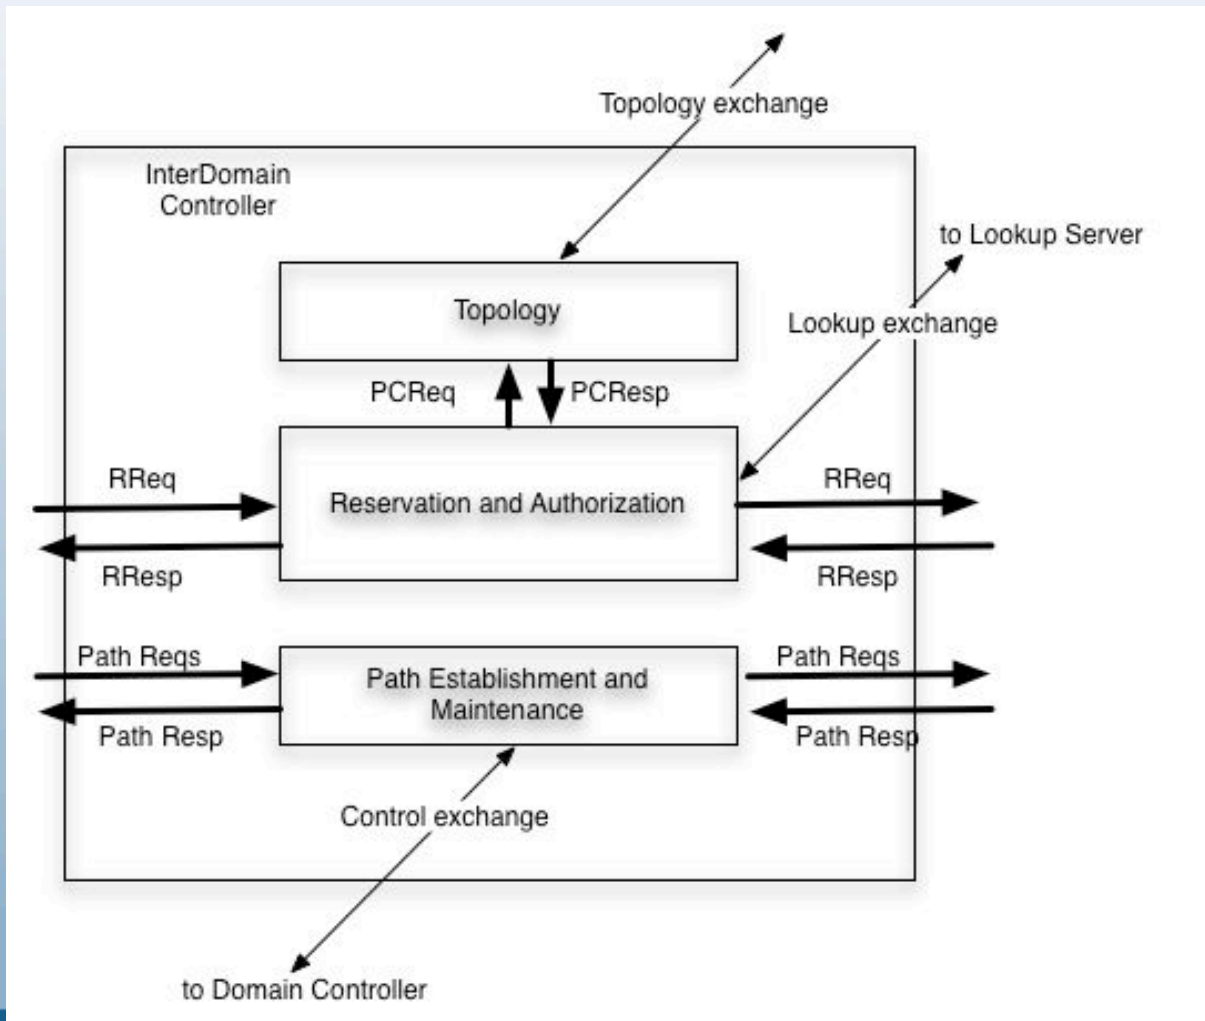 Topology exchange
InterDomain
Controller
to Lookup Server
Topology
Lookup exchange
PCReq
PCResp
RReq
Reservation and Authorization
RReq
RResp
RResp
Path Reqs
Path Establishment and
Maintenance
Path Reqs
Path Resp
Path Resp
Control exchange
to Domain Controller